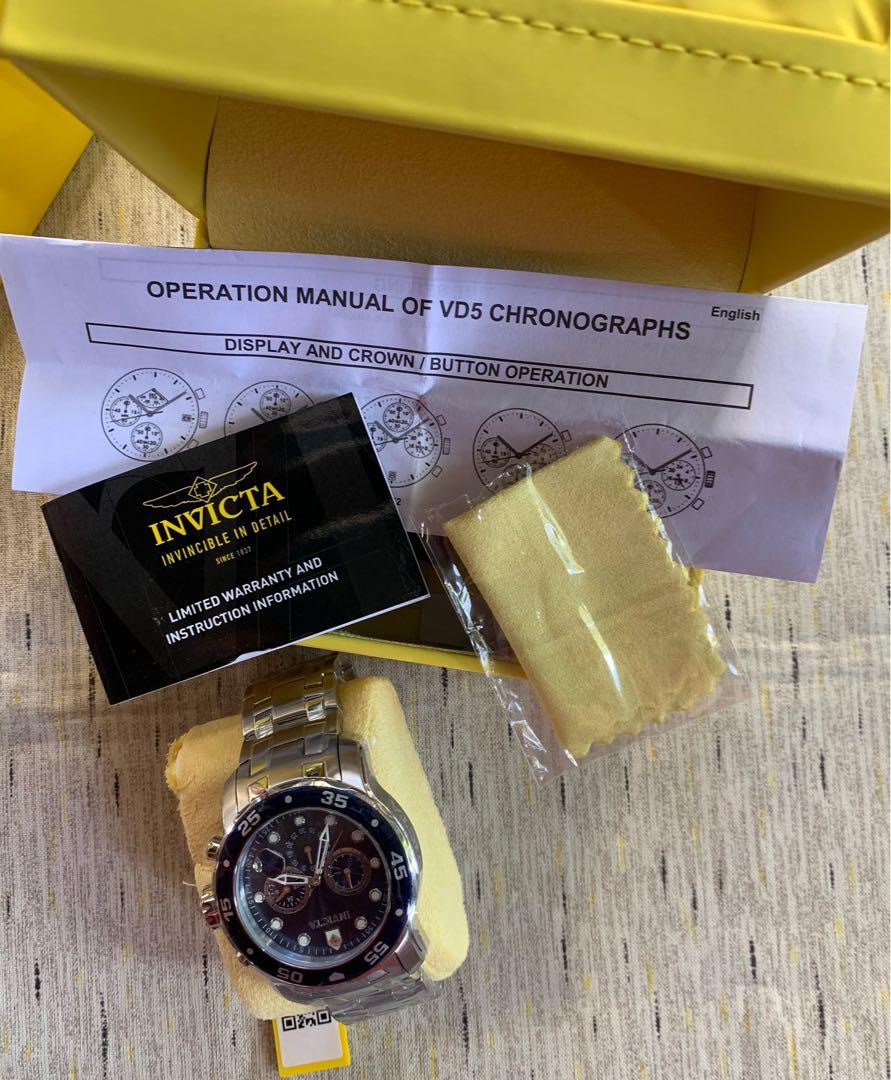 OPERATION MANUAL OF VD5 CHRONOGRAPHS
English
DISPLAY AND CROWN / BUTTON OPERATION
INVICTA
INVINCIBLE IN DETAIL
SINCE 1837
LIMITED WARRANTY AND
INSTRUCTION INFORMATION
35
25
45
15
55
05
INVICTA